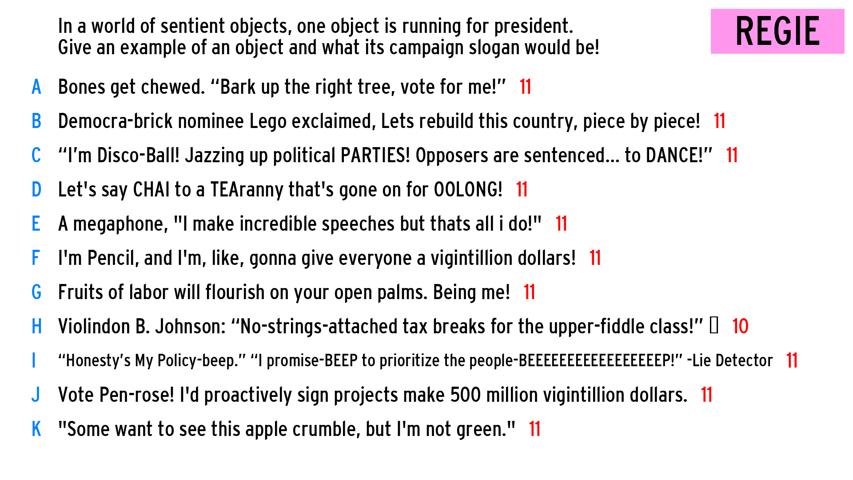 In a world of sentient objects, one object is running for president.
Give an example of an object and what its campaign slogan would be!
REGIE
A Bones get chewed. “Bark up the right tree, vote for me!” 11
B Democra-brick nominee Lego exclaimed, Lets rebuild this country, piece by piece! 11
C “I’m Disco-Ball! Jazzing up political PARTIES! Opposers are sentenced... to DANCE!” 11
D Let's say CHAI to a TEAranny that's gone on for OOLONG! 11
E A megaphone, "I make incredible speeches but thats all i do!" 11
F I'm Pencil, and I'm, like, gonna give everyone a vigintillion dollars! 11
G Fruits of labor will flourish on your open palms. Being me! 11
H Violindon B. Johnson: “No-strings-attached tax breaks for the upper-fiddle class!” 10
I “Honesty’s My Policy-beep.” “I promise-BEEP to prioritize the people-BEEEEEEEEEEEEEEEEEP!” -Lie Detector 11
J Vote Pen-rose! I'd proactively sign projects make 500 million vigintillion dollars. 11
K "Some want to see this apple crumble, but I'm not green." 11